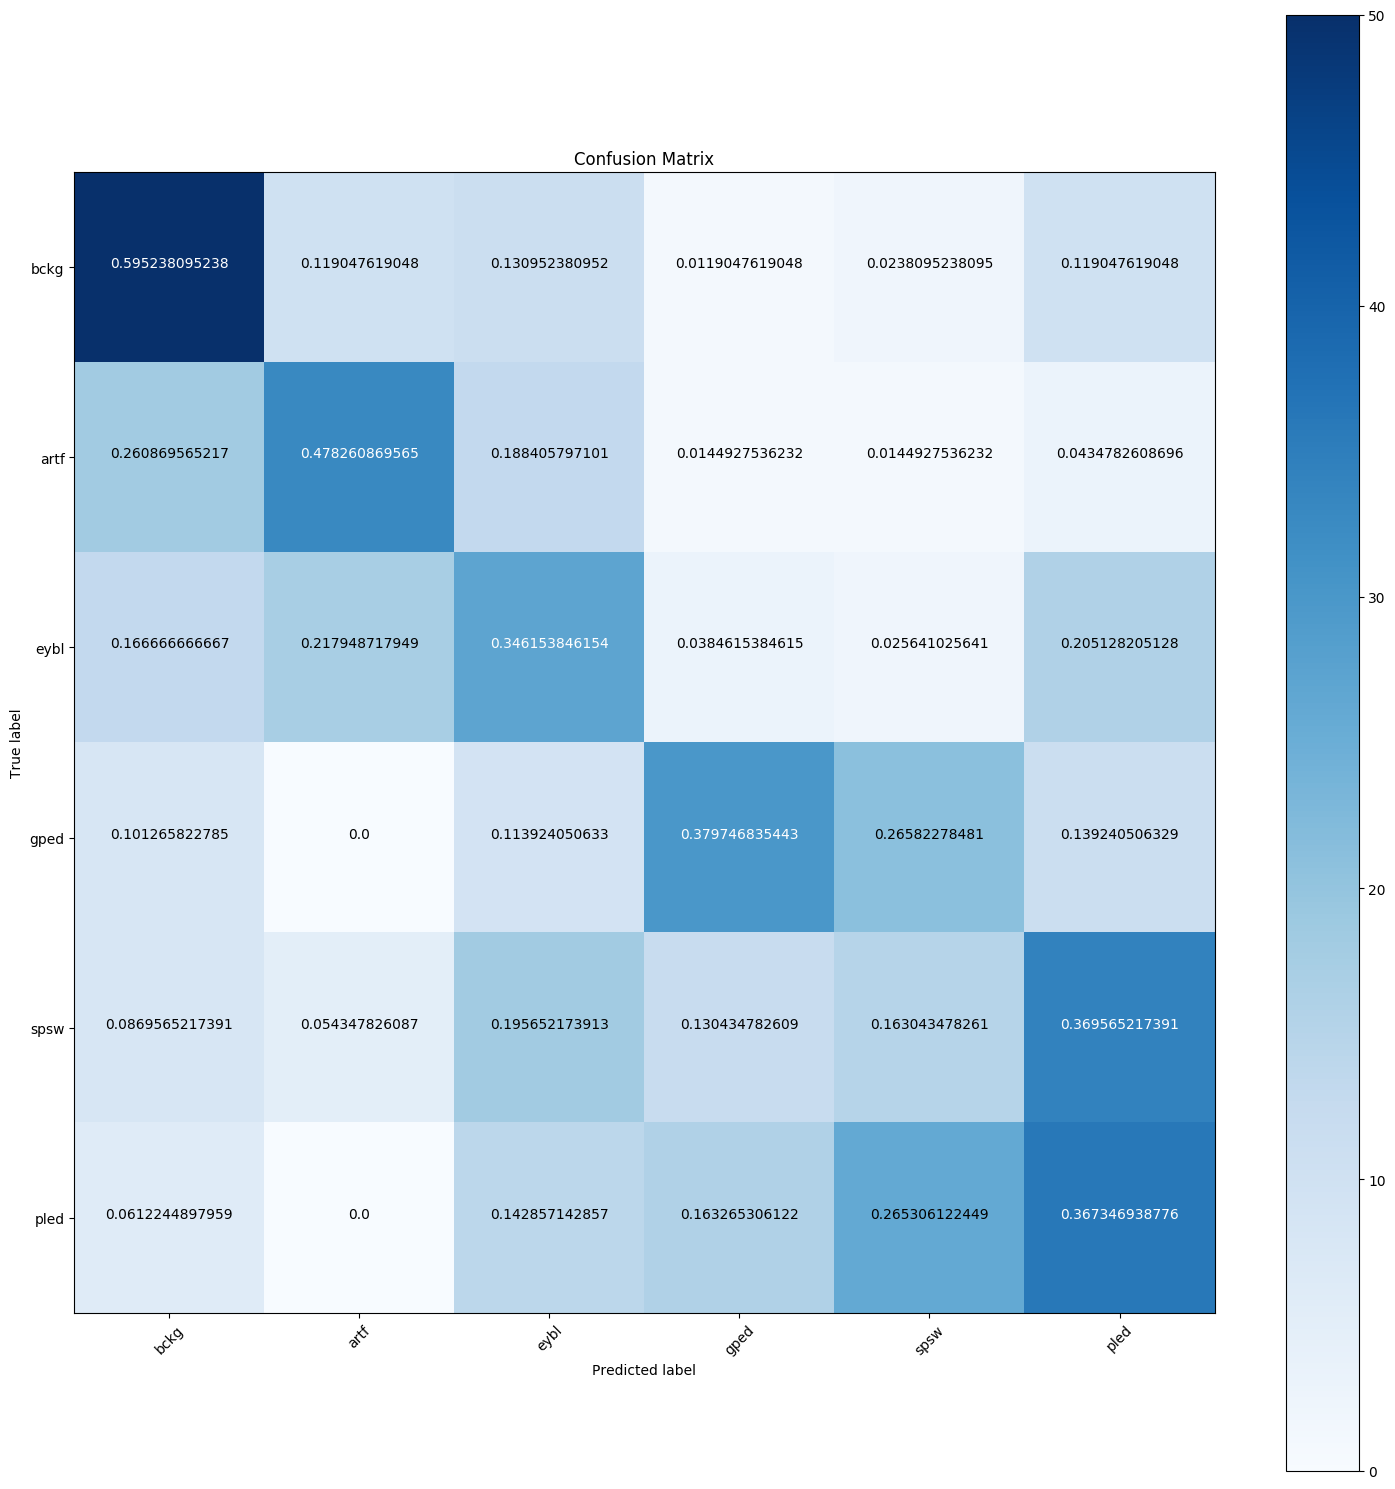 Confusion Matrix
50
40
30
20
10
0
True label
bckg 0.595238095238 0.119047619048 0.130952380952 0.0119047619048 0.0238095238095 0.119047619048
artf 0.260869565217 0.478260869565 0.188405797101 0.0144927536232 0.0144927536232 0.0434782608696
eybl 0.166666666667 0.217948717949 0.346153846154 0.0384615384615 0.025641025641 0.205128205128
gped 0.101265822785 0.0 0.113924050633 0.379746835443 0.26582278481 0.139240506329
spsw 0.0869565217391 0.054347826087 0.195652173913 0.130434782609 0.163043478261 0.369565217391
pled 0.0612244897959 0.0 0.142857142857 0.163265306122 0.265306122449 0.367346938776
bckg artf eybl gped spsw pled
Predicted label